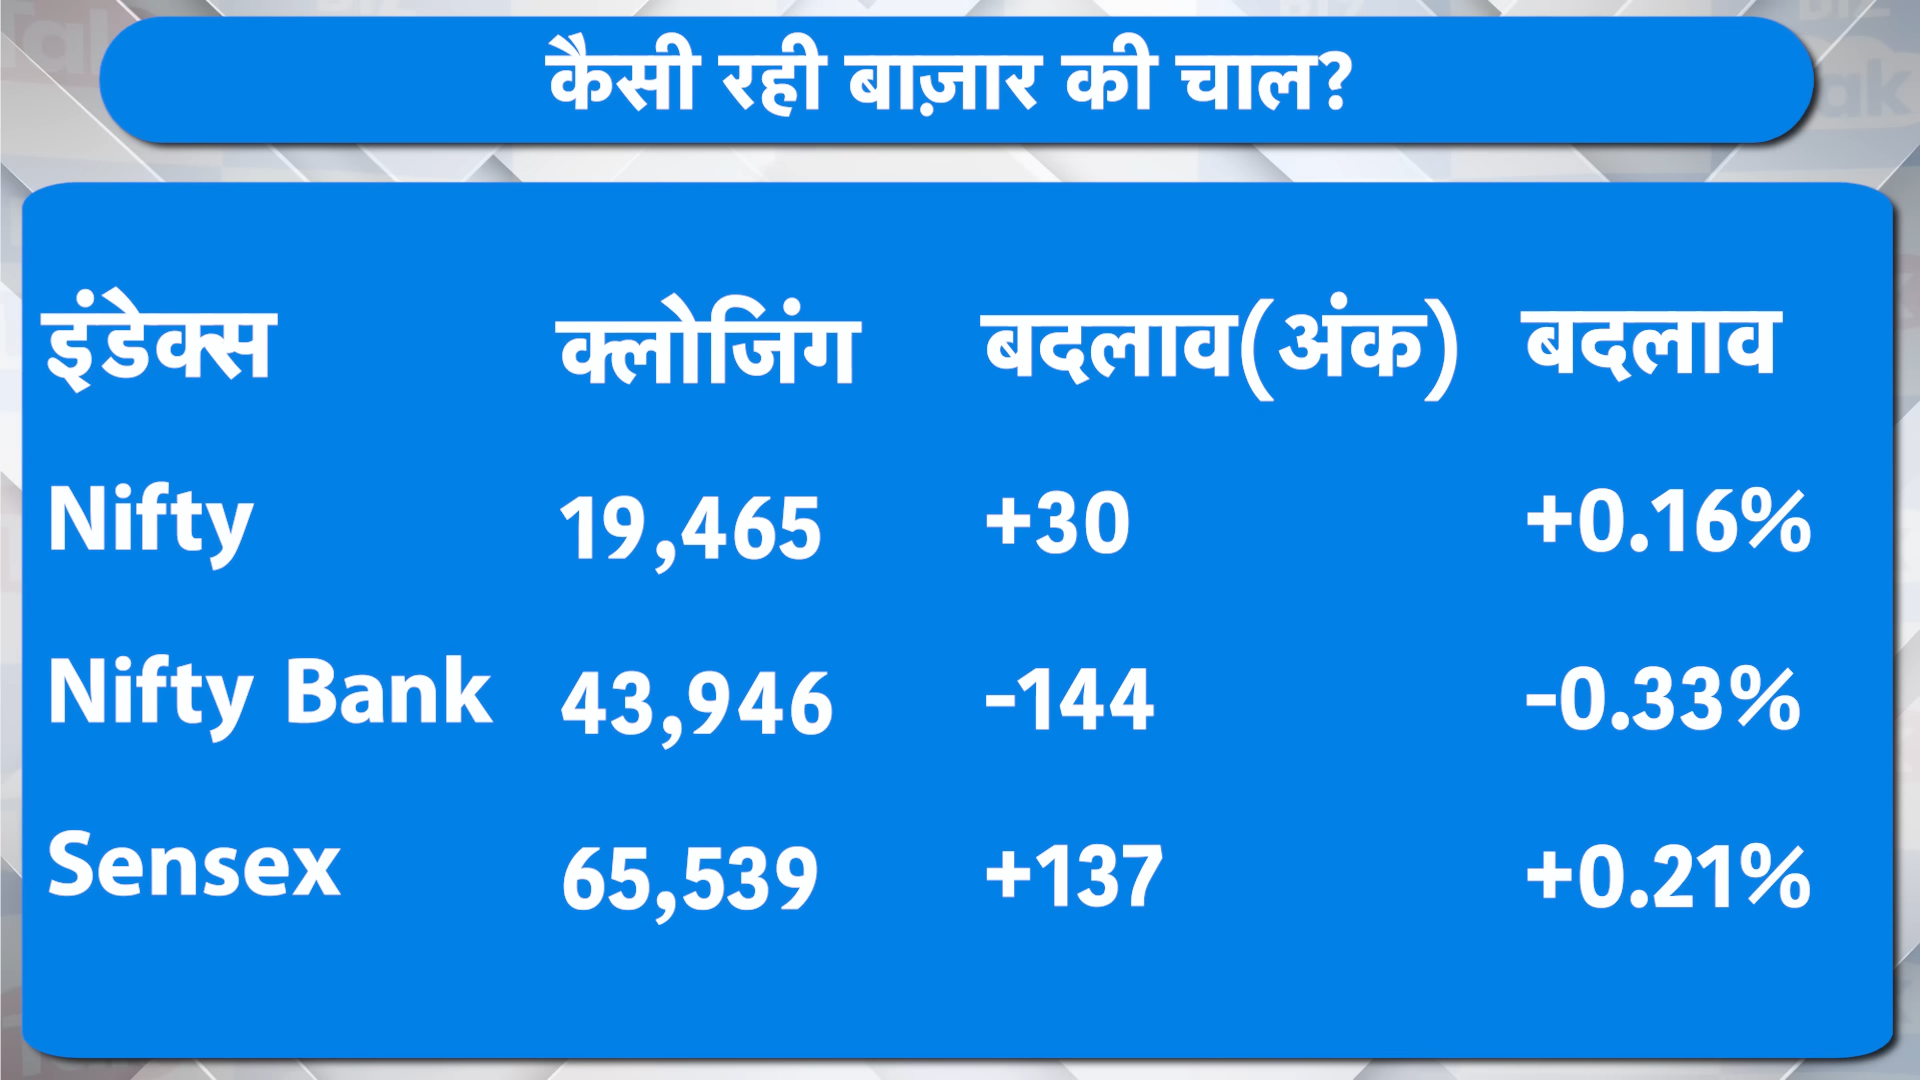 कैसी रही बाज़ार की चाल?
इंडेक्स क्लोजिंग बदलाव(अंक) बदलाव
Nifty 19,465 +30 +0.16%
Nifty Bank 43,946 -144 -0.33%
Sensex 65,539 +137 +0.21%